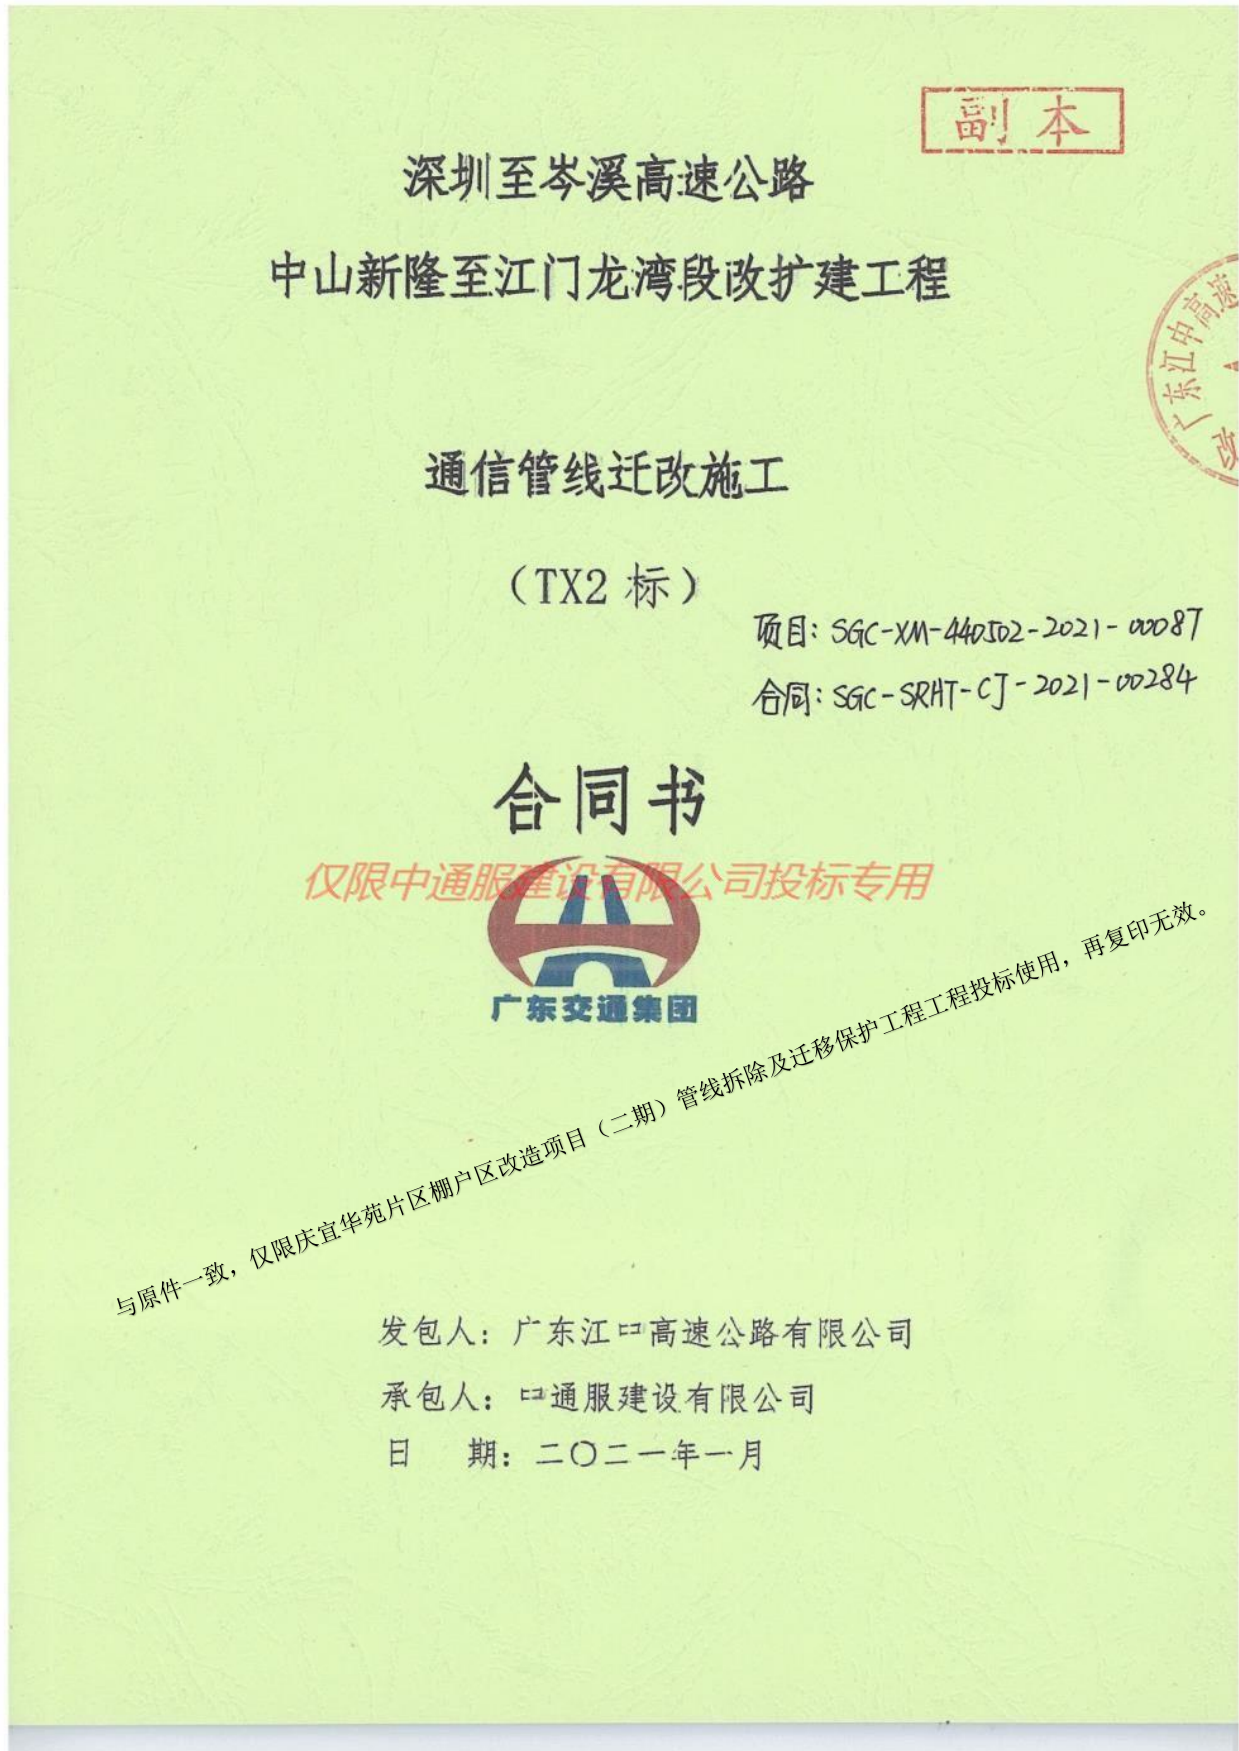 副本
深圳至岑溪高速公路
中山新隆至江门龙湾段改扩建工程
广东江中高速
改
通信管线迁改施工
（TX2 标）
项目：SGC-XM-440502-2021-00087
合同：SGC-SRHT-CJ-2021-00284
合同书
仅限中通服建设有限公司投标专用
广东交通集团
与原件一致，仅限庆宜华苑片区棚户区改造项目（二期）管线拆除及迁移保护工程工程投标使用，再复印无效。
发包人：广东江中高速公路有限公司
承包人：中通服建设有限公司
日 期：二〇二一年一月